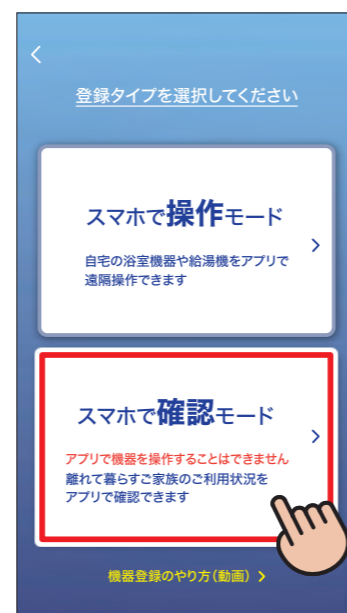 登録タイプを選択してください
スマホで操作モード
自宅の浴室機器や給湯機をアプリで
遠隔操作できます
スマホで確認モード
アプリで機器を操作することはできません
離れて暮らすご家族のご利用状況を
アプリで確認できます
機器登録のやり方(動画)